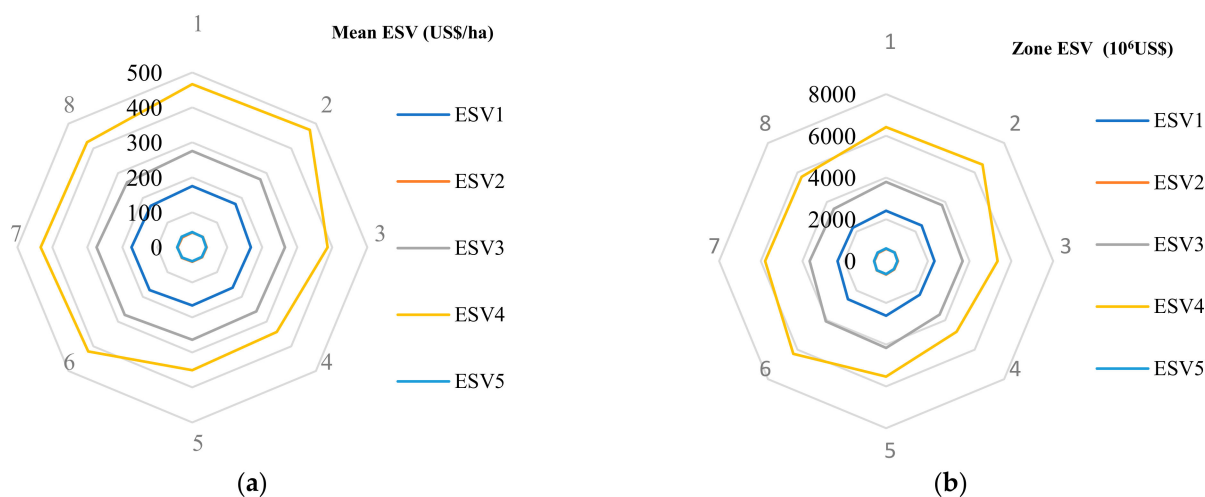 1
Mean ESV (US$/ha)
500
400
300
200
100
0
2
3
4
5
6
7
8
ESV1
ESV2
ESV3
ESV4
ESV5
(a)
1
Zone ESV (10⁶US$)
8000
6000
4000
2000
0
2
3
4
5
6
7
8
ESV1
ESV2
ESV3
ESV4
ESV5
(b)